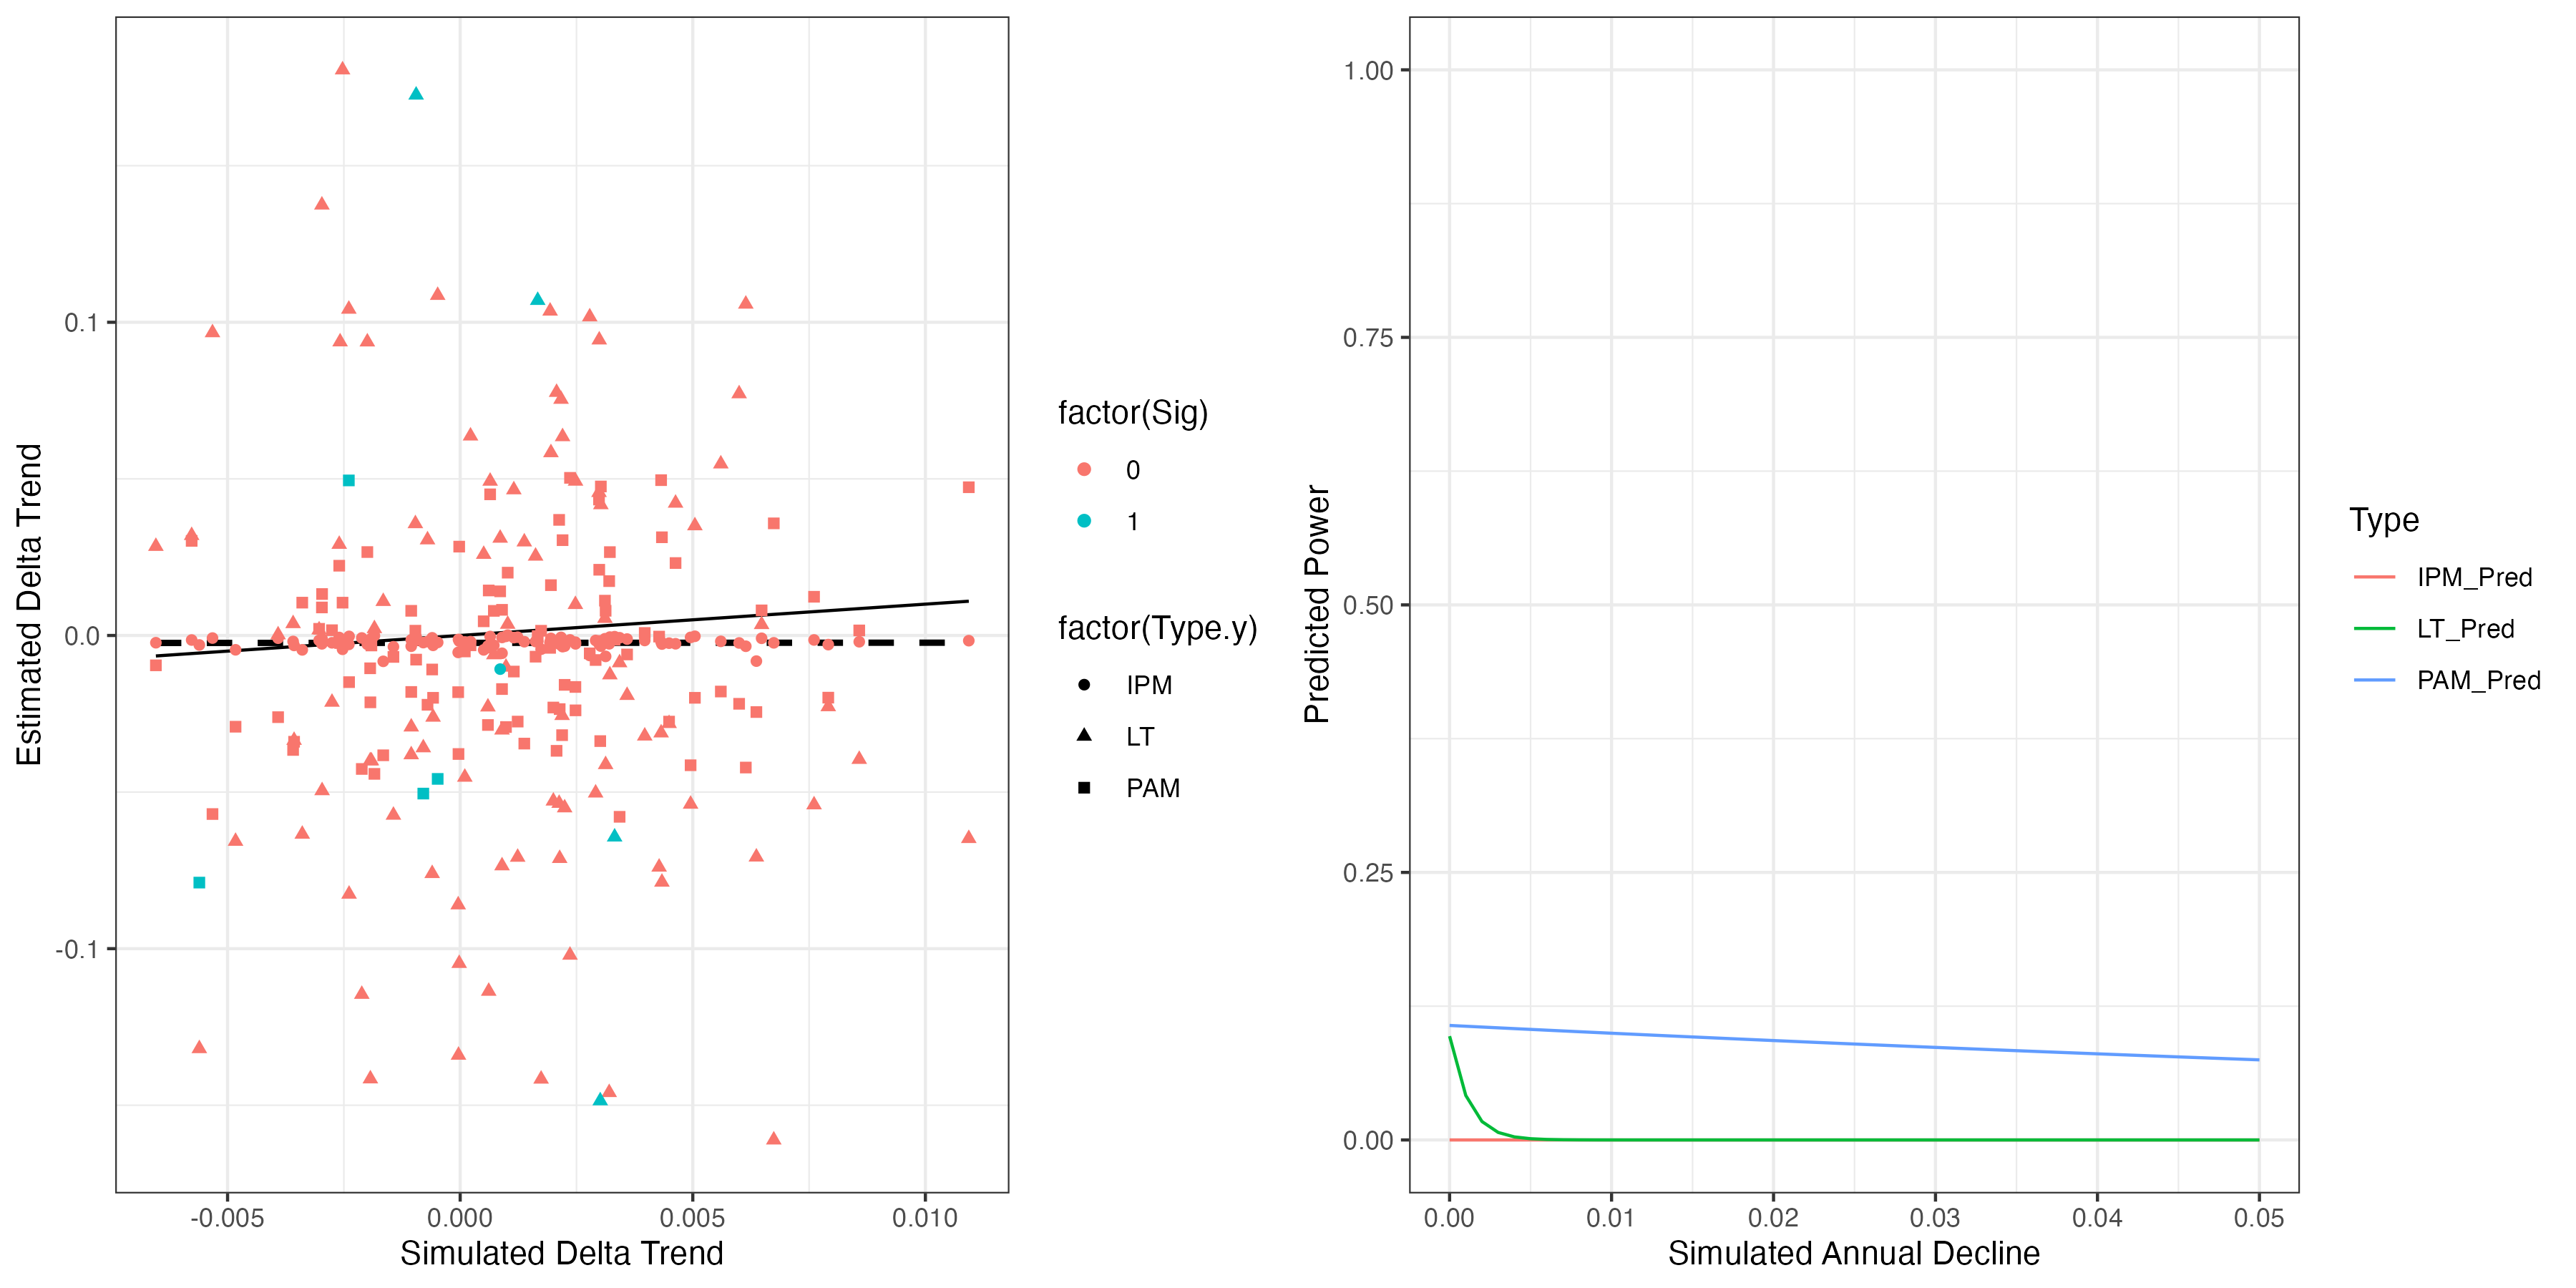 Estimated Delta Trend
0.1
0.0
-0.1
-0.005
0.000
0.005
0.010
Simulated Delta Trend
factor(Sig)
0
1
factor(Type.y)
IPM
LT
PAM
Predicted Power
1.00
0.75
0.50
0.25
0.00
0.00
0.01
0.02
0.03
0.04
0.05
Simulated Annual Decline
Type
IPM_Pred
LT_Pred
PAM_Pred